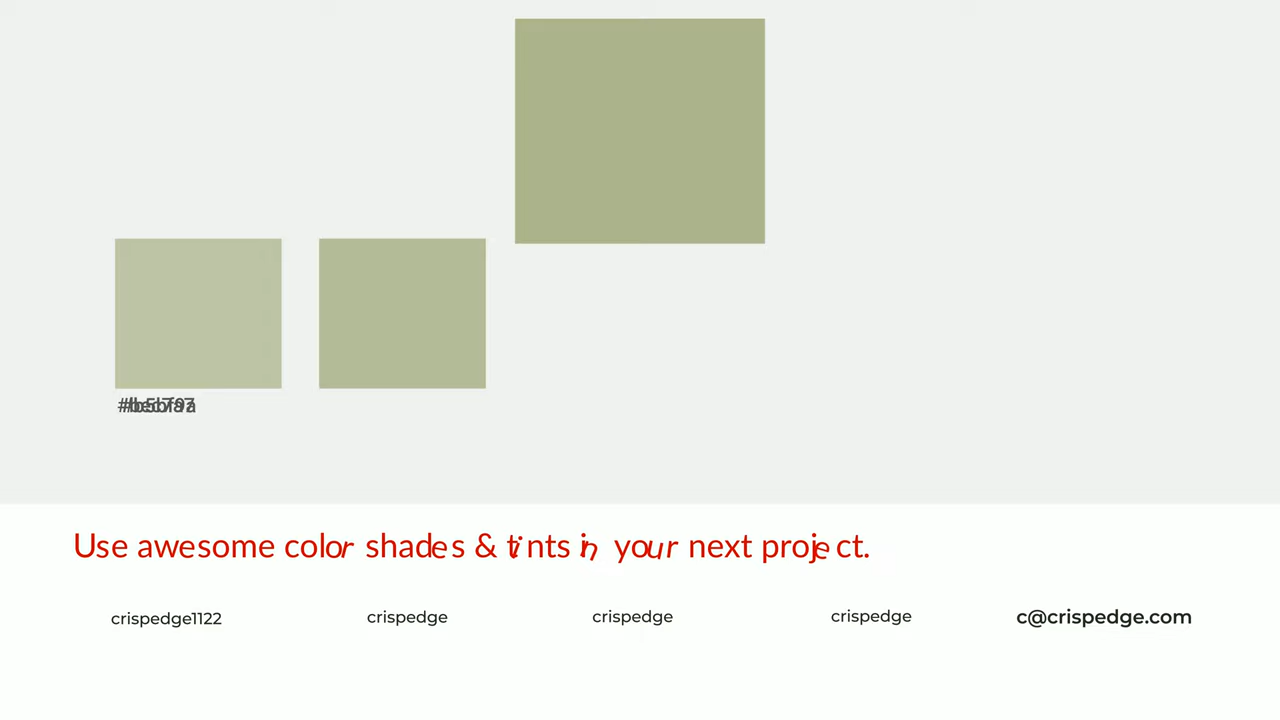 Use awesome color shades & tints in your next project.
crispedge1122 crispedge crispedge crispedge c@crispedge.com